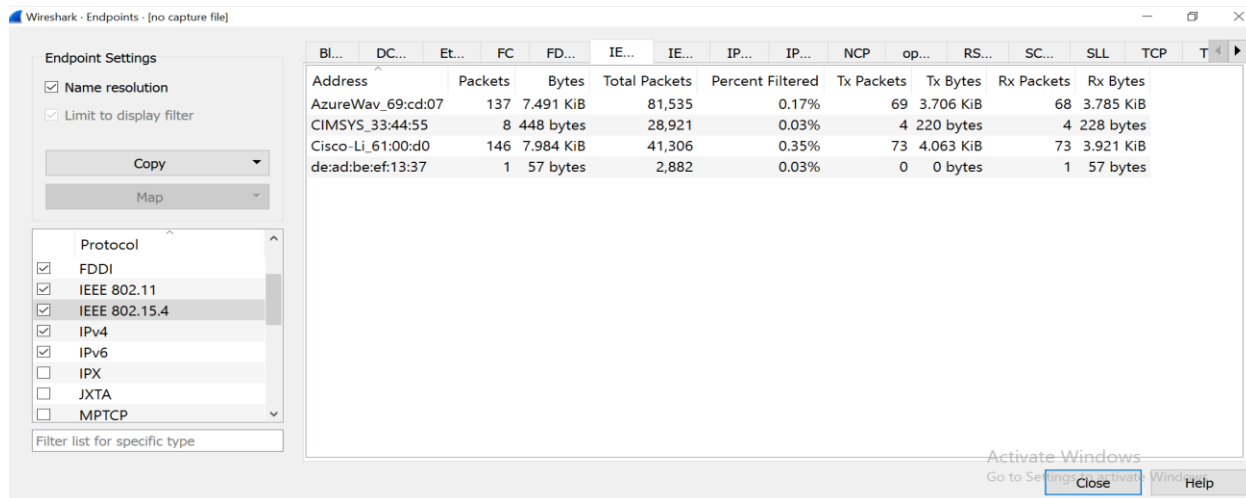 Wireshark · Endpoints · [no capture file]
Endpoint Settings
Name resolution
Limit to display filter
Copy
Map
Protocol
FDDI
IEEE 802.11
IEEE 802.15.4
IPv4
IPv6
IPX
JXTA
MPTCP
Filter list for specific type
Bl... DC... Et... FC FD... IE... IE... IP... IP... NCP op... RS... SC... SLL TCP T
Address Packets Bytes Total Packets Percent Filtered Tx Packets Tx Bytes Rx Packets Rx Bytes
AzureWav_69:cd:07 137 7.491 KiB 81,535 0.17% 69 3.706 KiB 68 3.785 KiB
CIMSYS_33:44:55 8 448 bytes 28,921 0.03% 4 220 bytes 4 228 bytes
Cisco-Li_61:00:d0 146 7.984 KiB 41,306 0.35% 73 4.063 KiB 73 3.921 KiB
de:ad:be:ef:13:37 1 57 bytes 2,882 0.03% 0 0 bytes 1 57 bytes
Activate Windows
Go to Settings to activate Windows.
Close Help